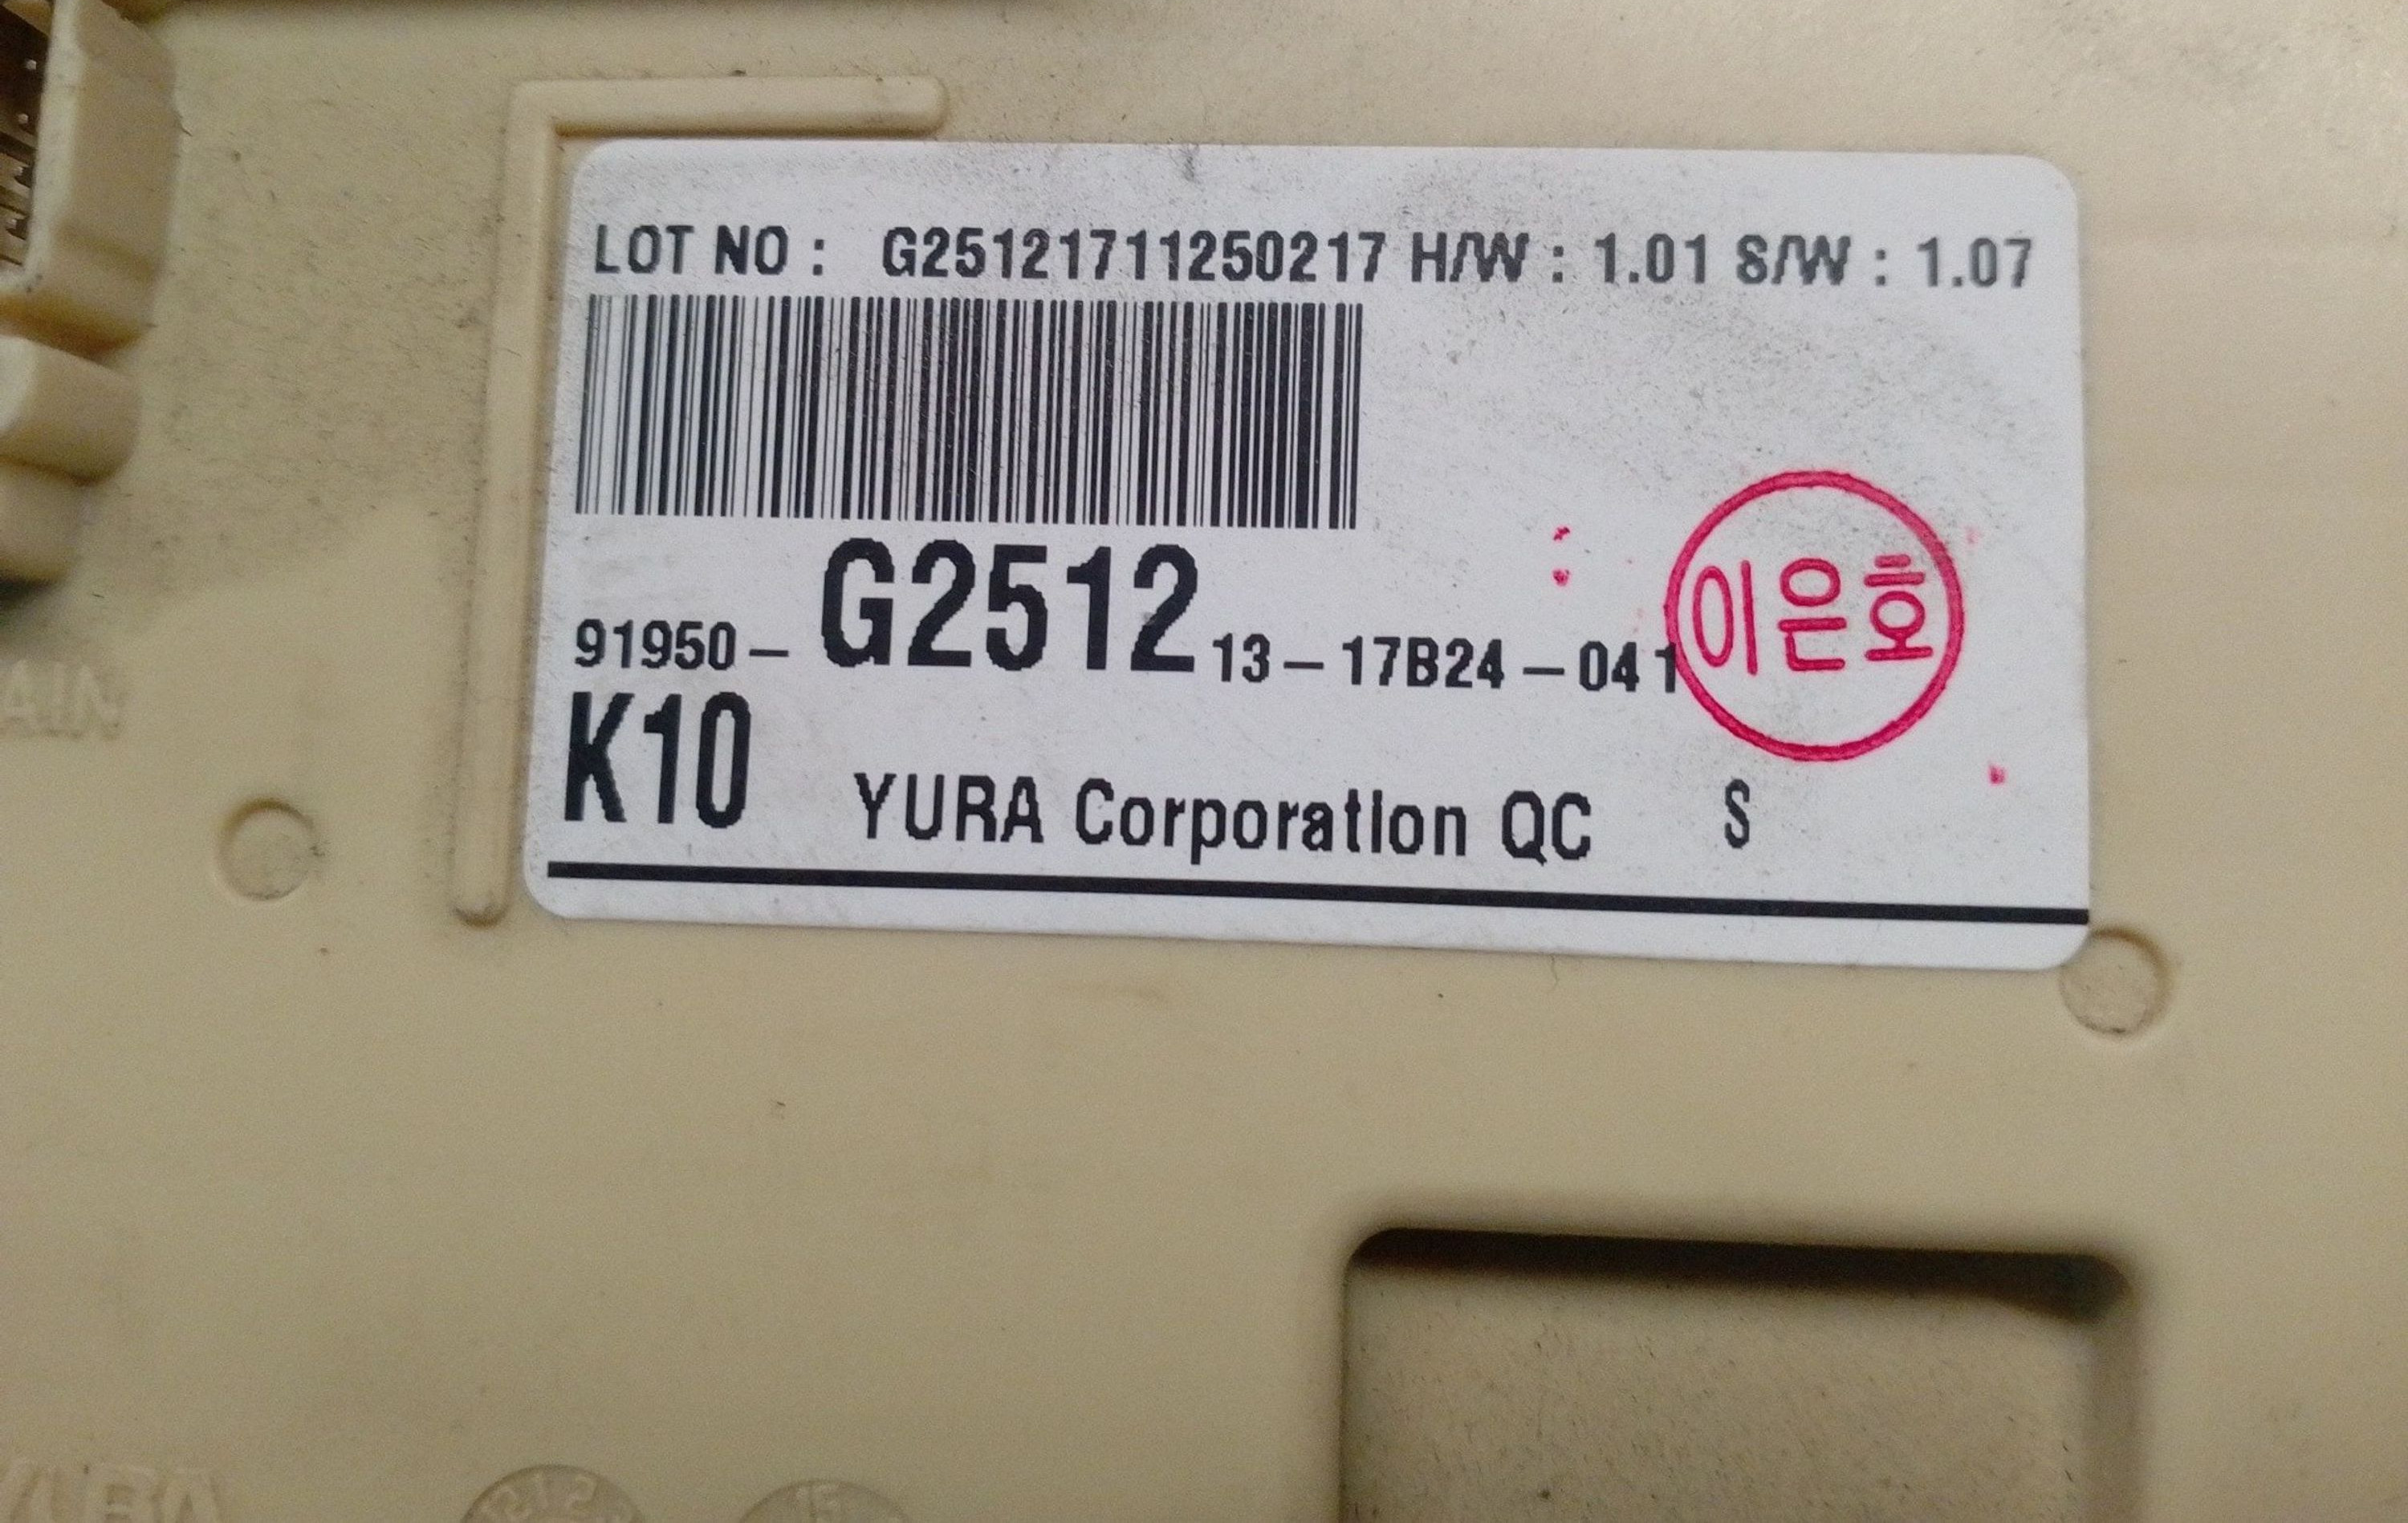 LOT NO : G25121711250217 H/W : 1.01 S/W : 1.07
91950-G2512 13-17B24-041
이은호
K10 YURA Corporation QC S
AIN